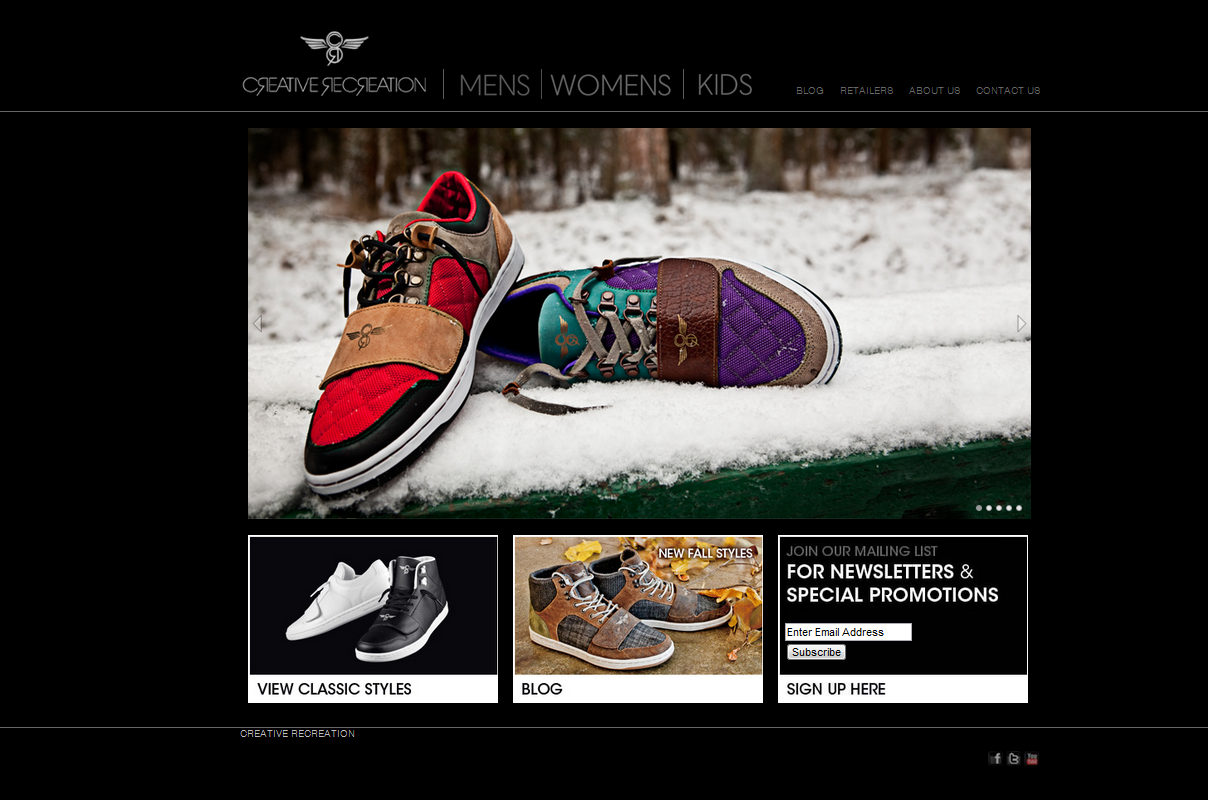 CREATIVE RECREATION
MENS
WOMENS
KIDS
BLOG
RETAILERS
ABOUT US
CONTACT US
NEW FALL STYLES
JOIN OUR MAILING LIST
FOR NEWSLETTERS &
SPECIAL PROMOTIONS
Enter Email Address
Subscribe
VIEW CLASSIC STYLES
BLOG
SIGN UP HERE
CREATIVE RECREATION